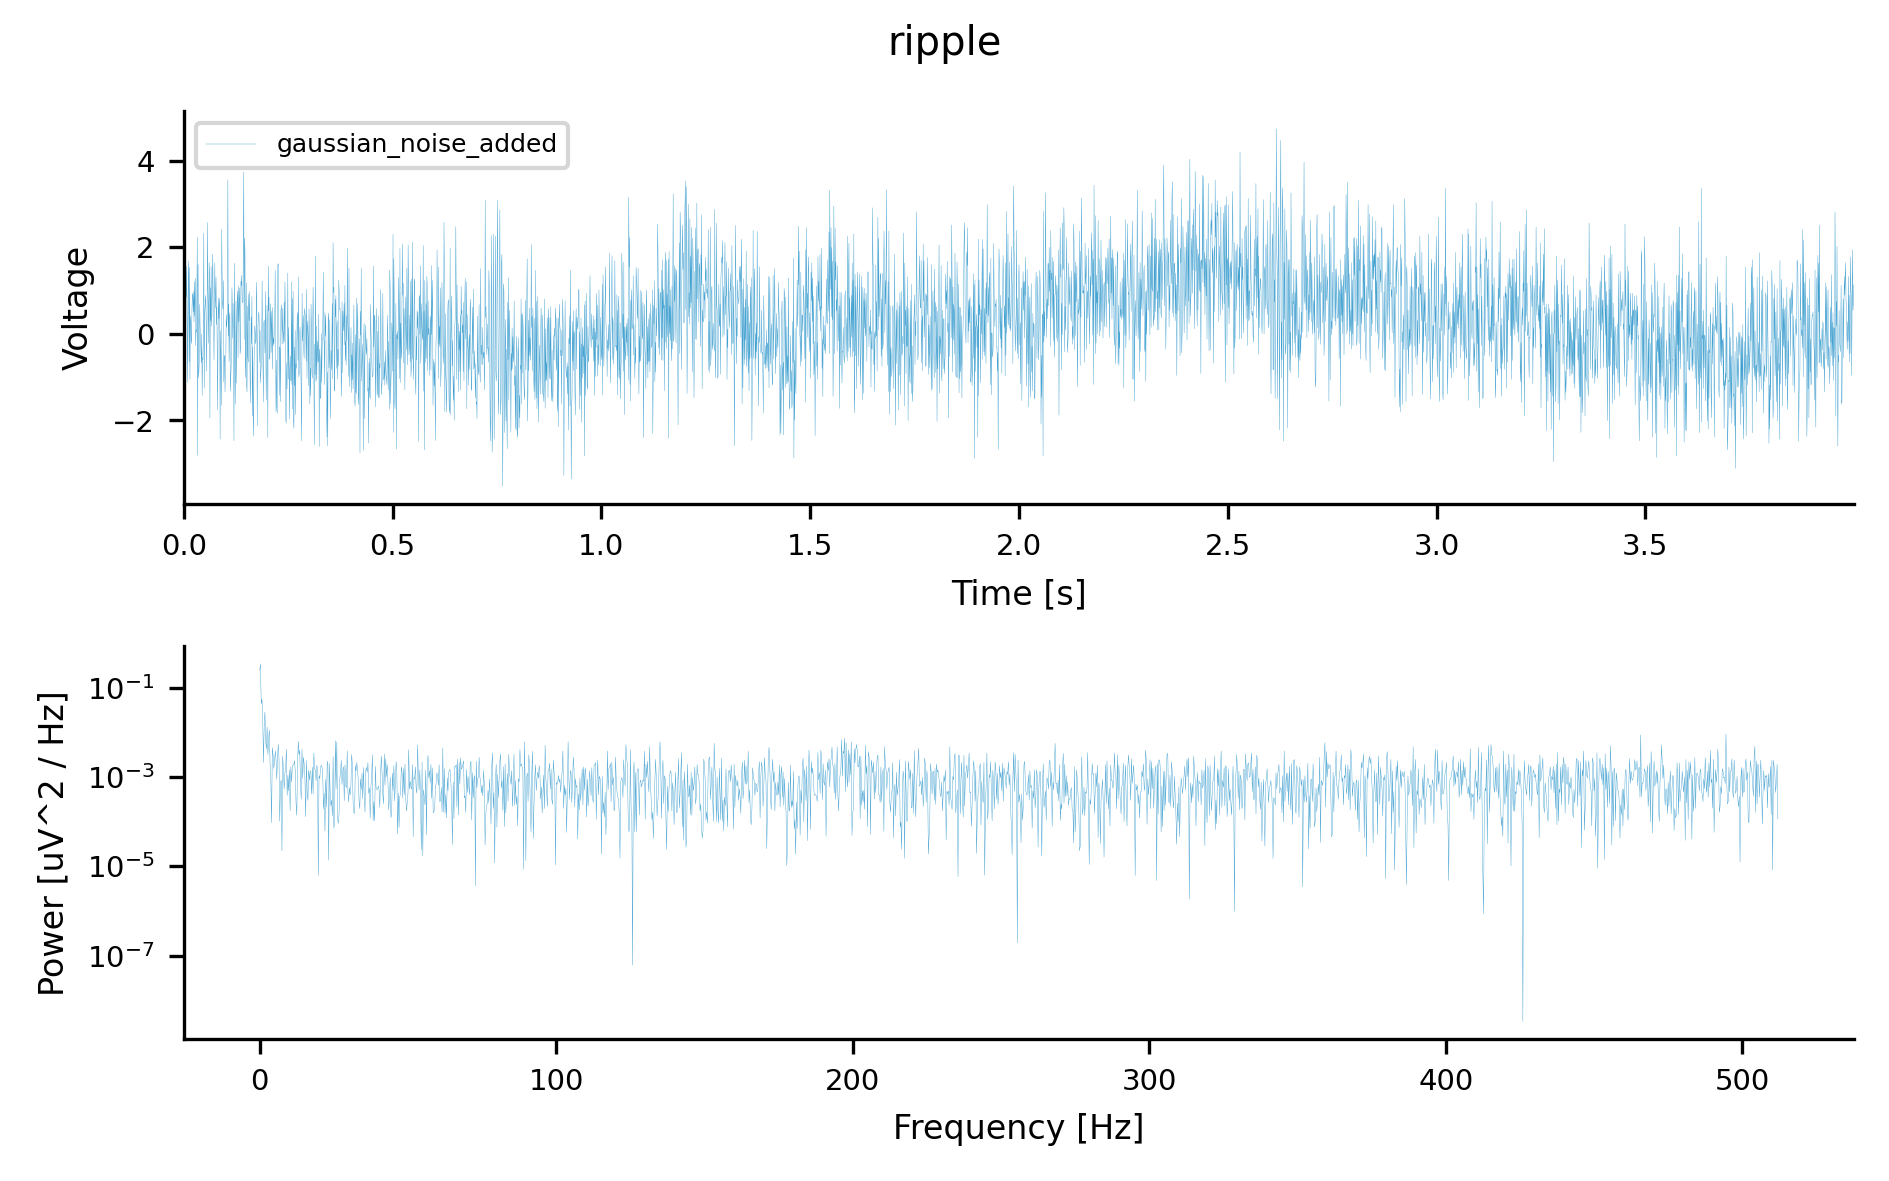 ripple
gaussian_noise_added
Voltage
4
2
0
−2
0.0 0.5 1.0 1.5 2.0 2.5 3.0 3.5
Time [s]
Power [uV^2 / Hz]
10⁻¹
10⁻³
10⁻⁵
10⁻⁷
0 100 200 300 400 500
Frequency [Hz]